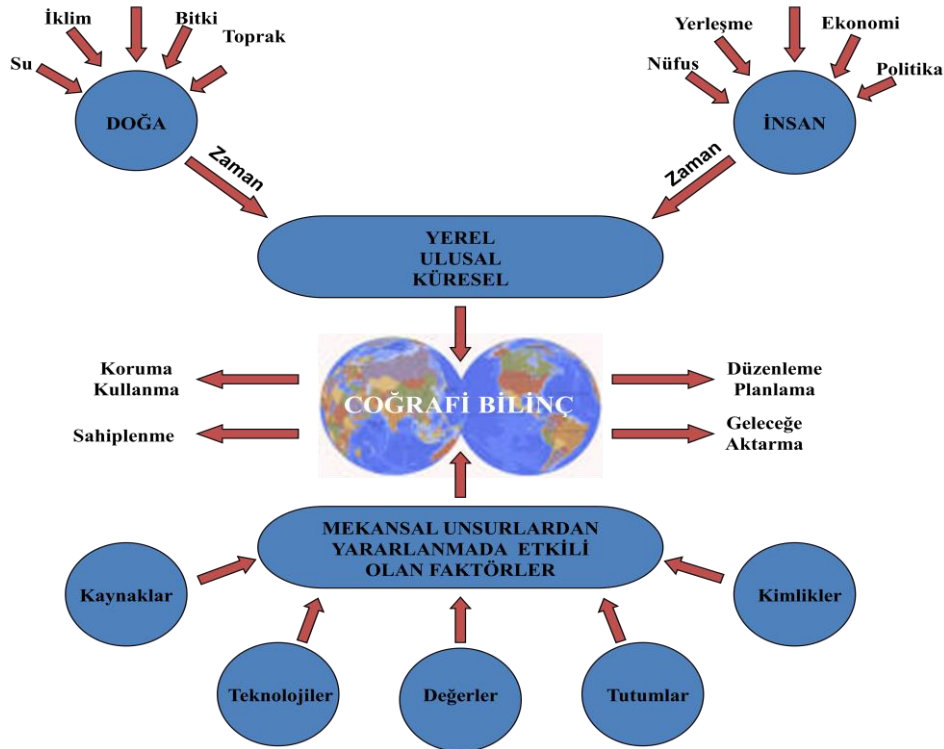 İklim
Bitki
Toprak
Su
DOĞA
Yerleşme
Ekonomi
Nüfus
Politika
İNSAN
Zaman
Zaman
YEREL
ULUSAL
KÜRESEL
Koruma
Kullanma
Sahiplenme
COĞRAFİ BİLİNÇ
Düzenleme
Planlama
Geleceğe
Aktarma
MEKANSAL UNSURLARDAN
YARARLANMADA ETKİLİ
OLAN FAKTÖRLER
Kaynaklar
Kimlikler
Teknolojiler
Değerler
Tutumlar